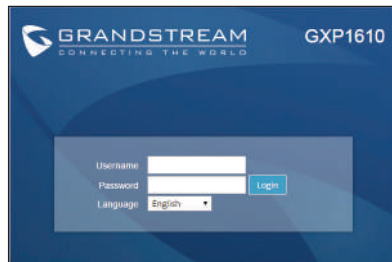 GRANDSTREAM
CONNECTING THE WORLD
GXP1610
Username
Password
Login
Language
English